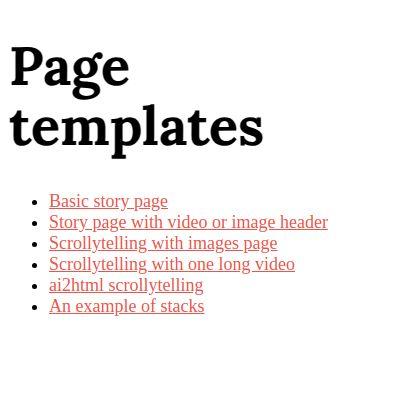 Page
templates
Basic story page
Story page with video or image header
Scrollytelling with images page
Scrollytelling with one long video
ai2html scrollytelling
An example of stacks